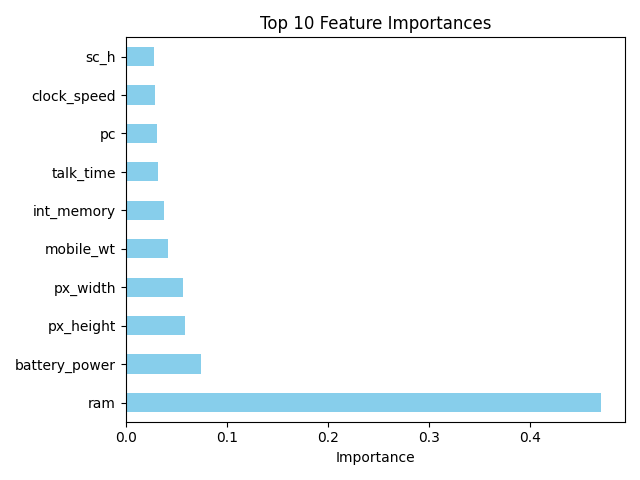 Top 10 Feature Importances
sc_h
clock_speed
pc
talk_time
int_memory
mobile_wt
px_width
px_height
battery_power
ram
0.0 0.1 0.2 0.3 0.4
Importance